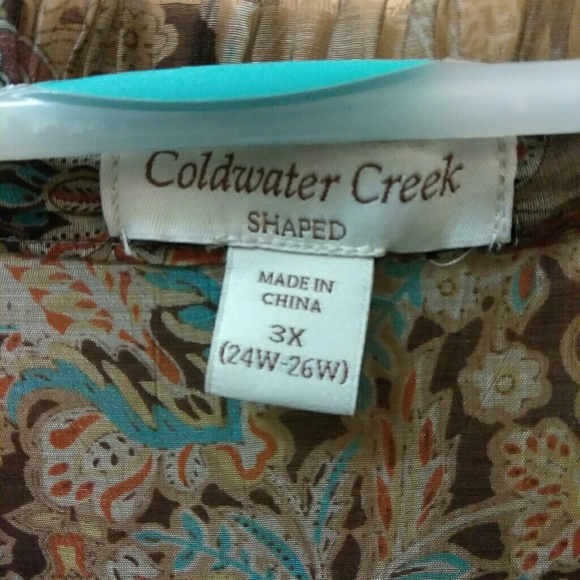 Coldwater Creek
SHAPED
MADE IN
CHINA
3X
(24W-26W)